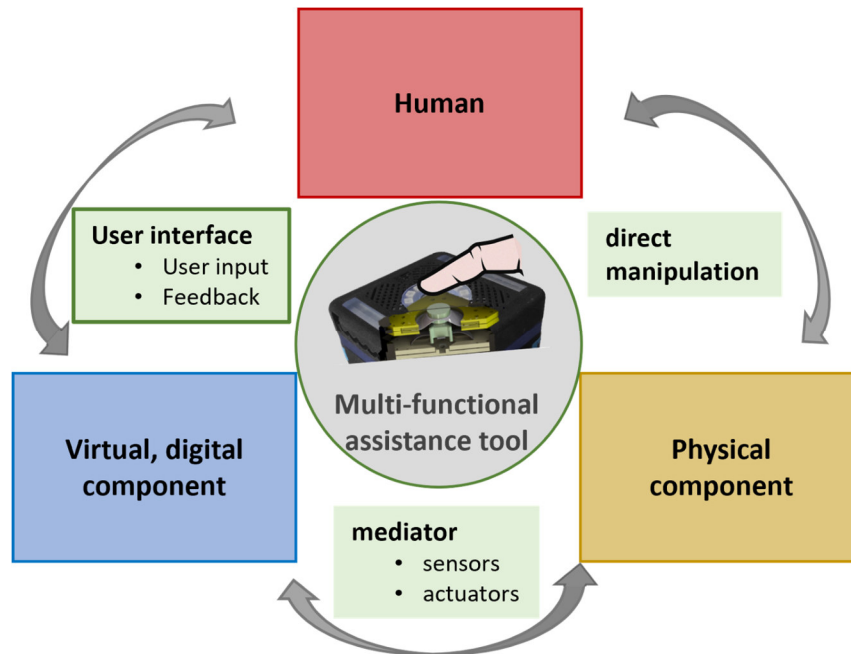 Human
User interface
• User input
• Feedback
direct
manipulation
Multi-functional
assistance tool
Virtual, digital
component
Physical
component
mediator
• sensors
• actuators